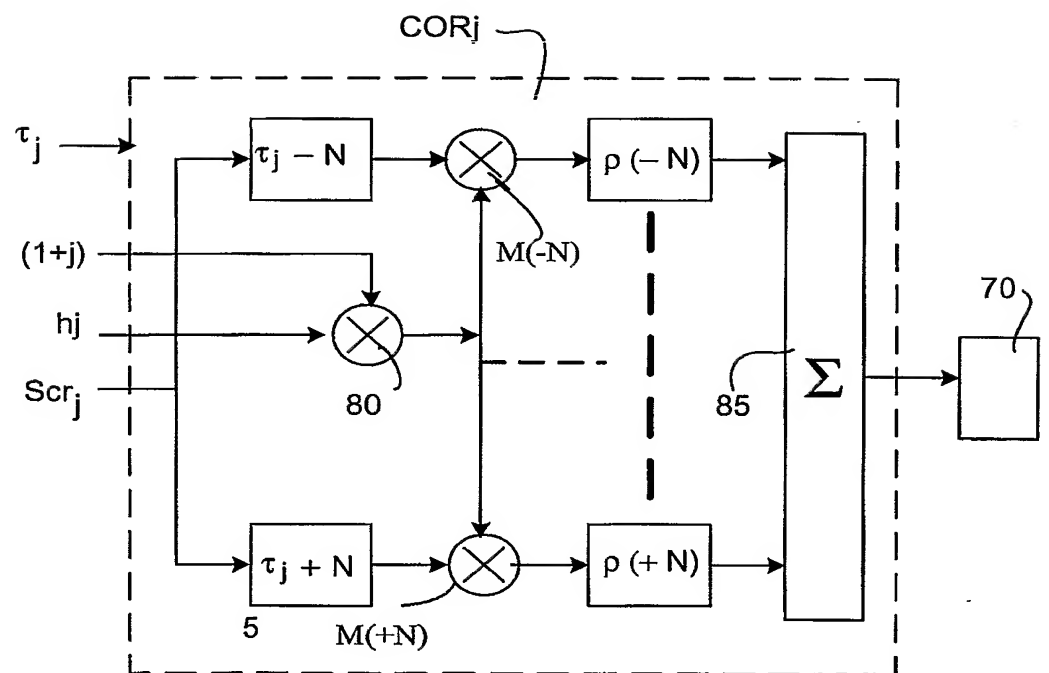 CORj
τj
τj – N
ρ (– N)
M(-N)
(1+j)
hj
Scrj
80
85
Σ
70
τj + N
ρ (+ N)
5
M(+N)